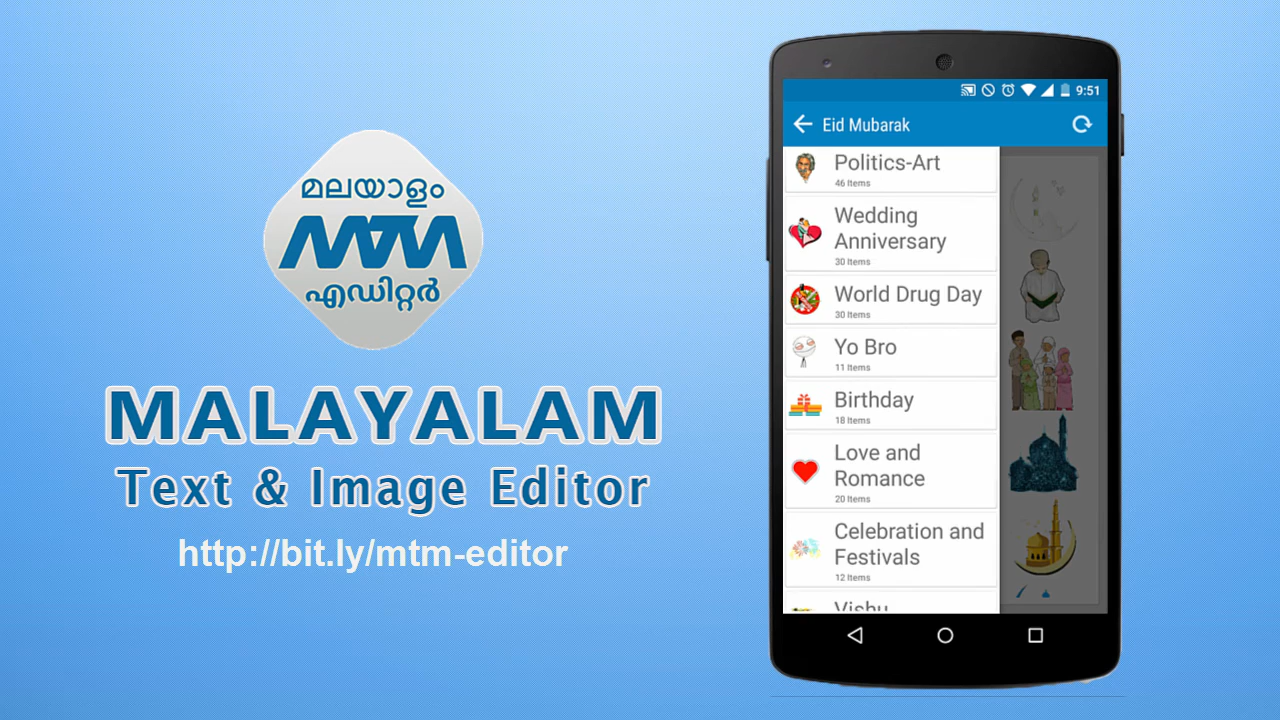 മലയാളം
MTM
എഡിറ്റർ
MALAYALAM
Text & Image Editor
http://bit.ly/mtm-editor
9:51
Eid Mubarak
Politics-Art
46 Items
Wedding
Anniversary
30 Items
World Drug Day
30 Items
Yo Bro
11 Items
Birthday
18 Items
Love and
Romance
20 Items
Celebration and
Festivals
12 Items
Vishu